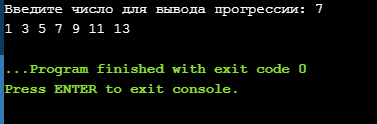 Введите число для вывода прогрессии: 7
1 3 5 7 9 11 13
...Program finished with exit code 0
Press ENTER to exit console.